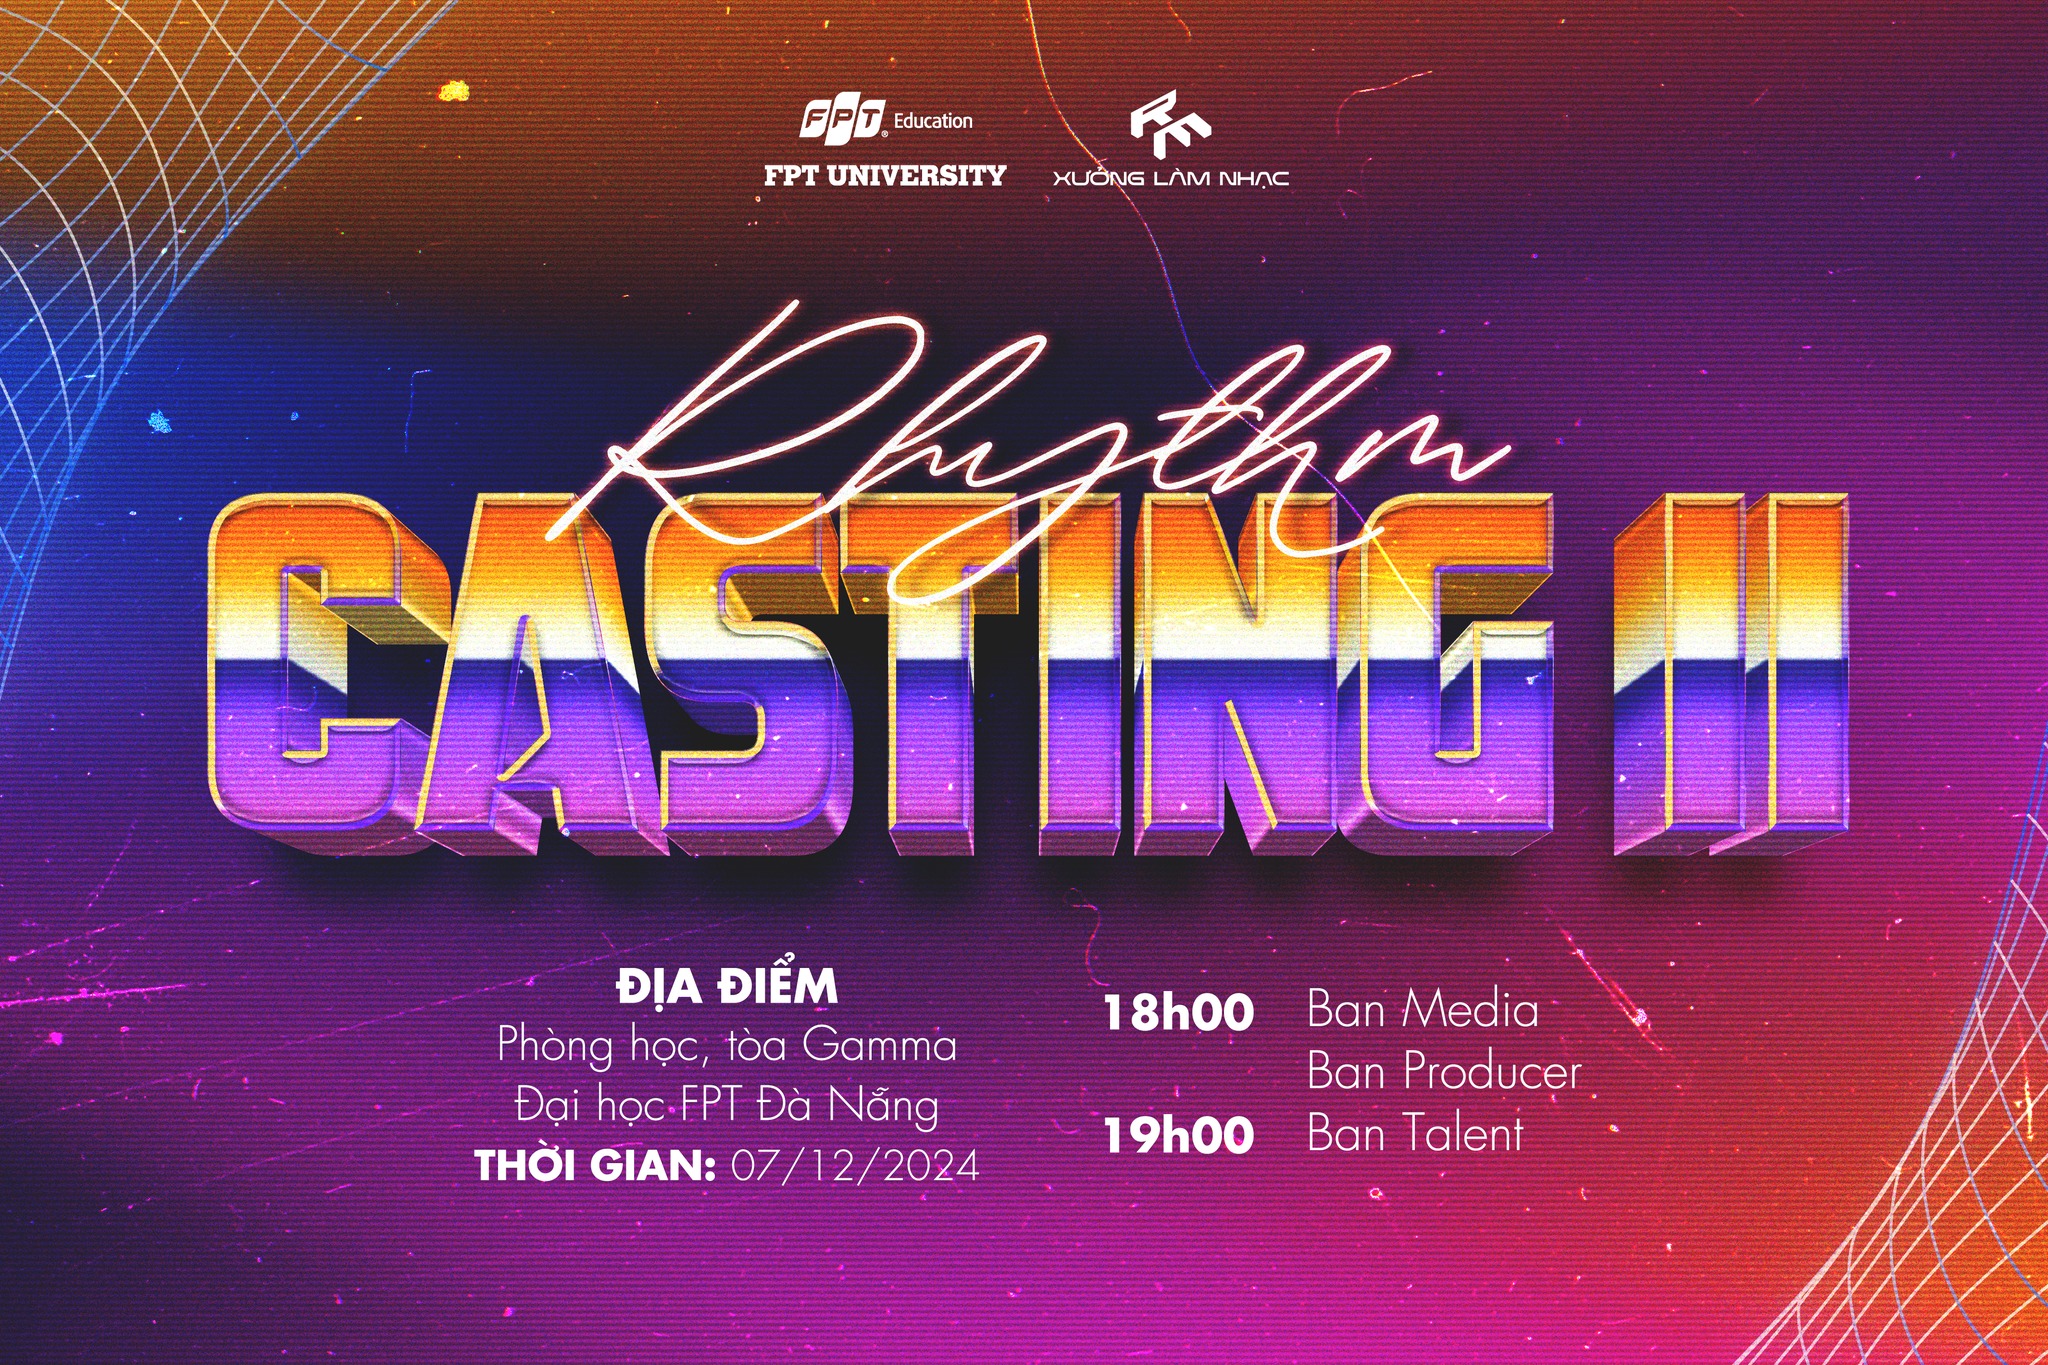 FPT Education
FPT UNIVERSITY
XƯỞNG LÀM NHẠC
Rhythm
CASTING II
ĐỊA ĐIỂM
Phòng học, tòa Gamma
Đại học FPT Đà Nẵng
THỜI GIAN: 07/12/2024
18h00 Ban Media
Ban Producer
19h00 Ban Talent